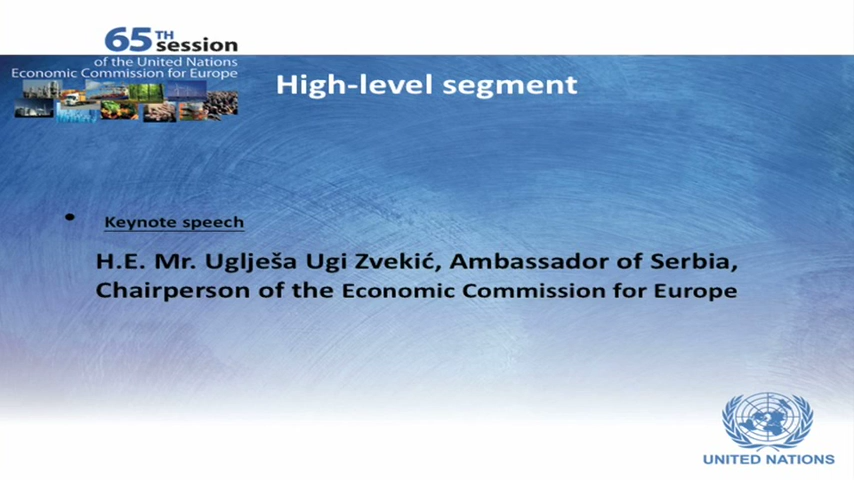 65TH session
of the United Nations
Economic Commission for Europe
High-level segment
• Keynote speech
H.E. Mr. Uglješa Ugi Zvekić, Ambassador of Serbia,
Chairperson of the Economic Commission for Europe
UNITED NATIONS